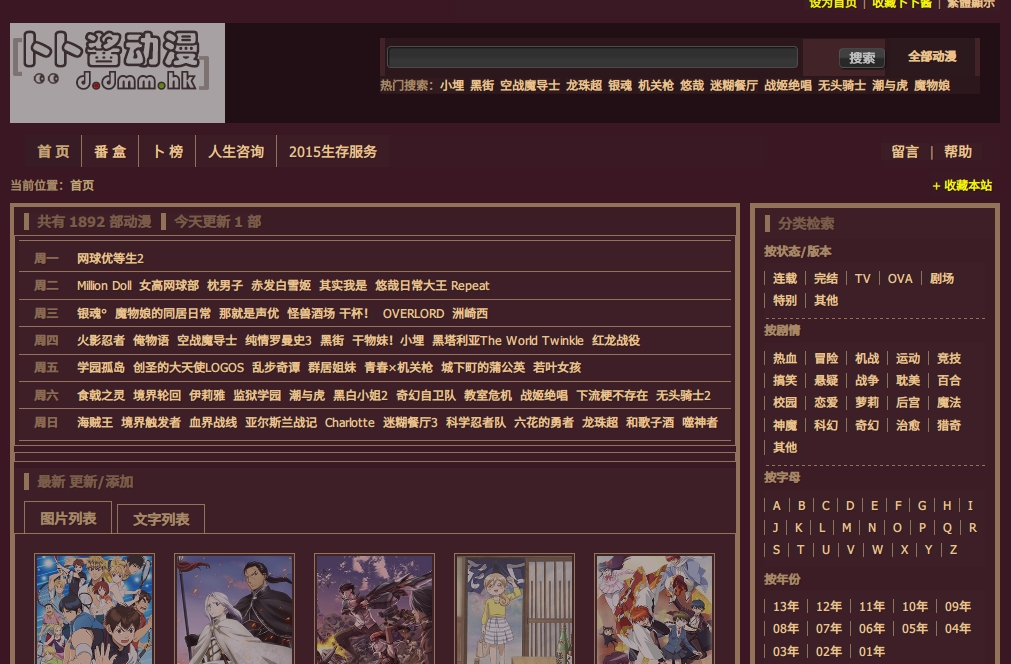 设为首页 | 收藏卜卜酱 | 繁體顯示
卜卜酱动漫
d.dmm.hk
搜索
全部动漫
热门搜索: 小埋 黑街 空战魔导士 龙珠超 银魂 机关枪 悠哉 迷糊餐厅 战姬绝唱 无头骑士 潮与虎 魔物娘
首 页 番 盒 卜 榜 人生咨询 2015生存服务
留言 | 帮助
当前位置: 首页
+ 收藏本站
共有 1892 部动漫 今天更新 1 部
周一 网球优等生2
周二 Million Doll 女高网球部 枕男子 赤发白雪姬 其实我是 悠哉日常大王 Repeat
周三 银魂° 魔物娘的同居日常 那就是声优 怪兽酒场 干杯！ OVERLORD 洲崎西
周四 火影忍者 俺物语 空战魔导士 纯情罗曼史3 黑街 干物妹！小埋 黑塔利亚The World Twinkle 红龙战役
周五 学园孤岛 创圣的大天使LOGOS 乱步奇谭 群居姐妹 青春×机关枪 城下町的蒲公英 若叶女孩
周六 食戟之灵 境界轮回 伊莉雅 监狱学园 潮与虎 黑白小姐2 奇幻自卫队 教室危机 战姬绝唱 下流梗不存在 无头骑士2
周日 海贼王 境界触发者 血界战线 亚尔斯兰战记 Charlotte 迷糊餐厅3 科学忍者队 六花的勇者 龙珠超 和歌子酒 噬神者
最新 更新/添加
图片列表 文字列表
分类检索
按状态/版本
连载 完结 TV OVA 剧场
特别 其他
按剧情
热血 冒险 机战 运动 竞技
搞笑 悬疑 战争 耽美 百合
校园 恋爱 萝莉 后宫 魔法
神魔 科幻 奇幻 治愈 猎奇
其他
按字母
A B C D E F G H I
J K L M N O P Q R
S T U V W X Y Z
按年份
13年 12年 11年 10年 09年
08年 07年 06年 05年 04年
03年 02年 01年